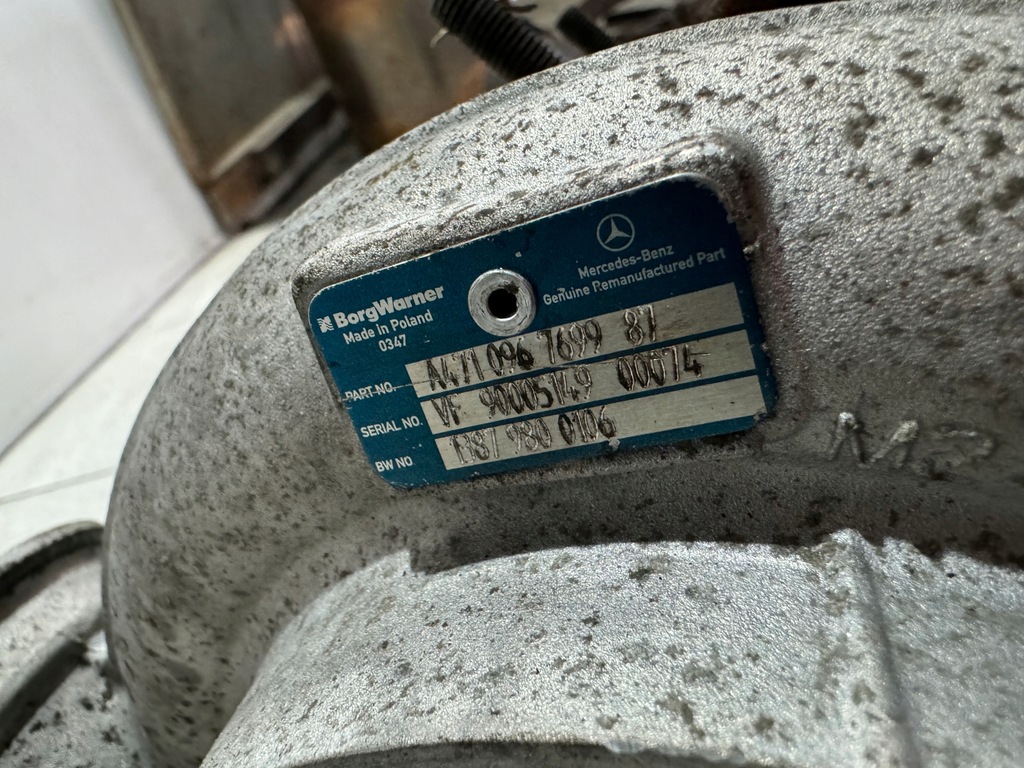 BorgWarner
Made in Poland
0347
Mercedes-Benz
Genuine Remanufactured Part
PART NO. A471 096 7699 87
SERIAL NO. VF 90005149 00074
BW NO 980 0106